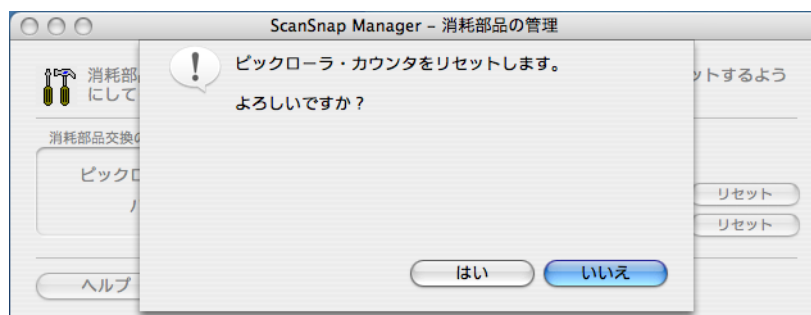 ScanSnap Manager – 消耗部品の管理
ピックローラ・カウンタをリセットします。
よろしいですか？
消耗部
にして
ットするよう
消耗部品交換の
ピックロ
リセット
リセット
はい
いいえ
ヘルプ